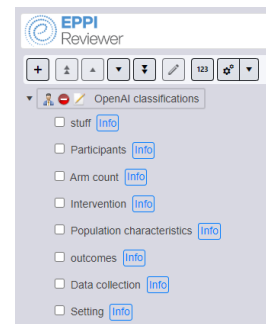 EPPI
Reviewer
123
OpenAI classifications
stuff Info
Participants Info
Arm count Info
Intervention Info
Population characteristics Info
outcomes Info
Data collection Info
Setting Info